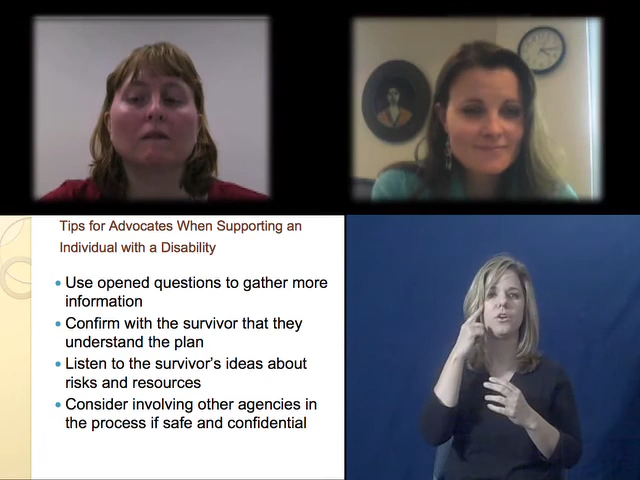 Tips for Advocates When Supporting an
Individual with a Disability
• Use opened questions to gather more
information
• Confirm with the survivor that they
understand the plan
• Listen to the survivor's ideas about
risks and resources
• Consider involving other agencies in
the process if safe and confidential